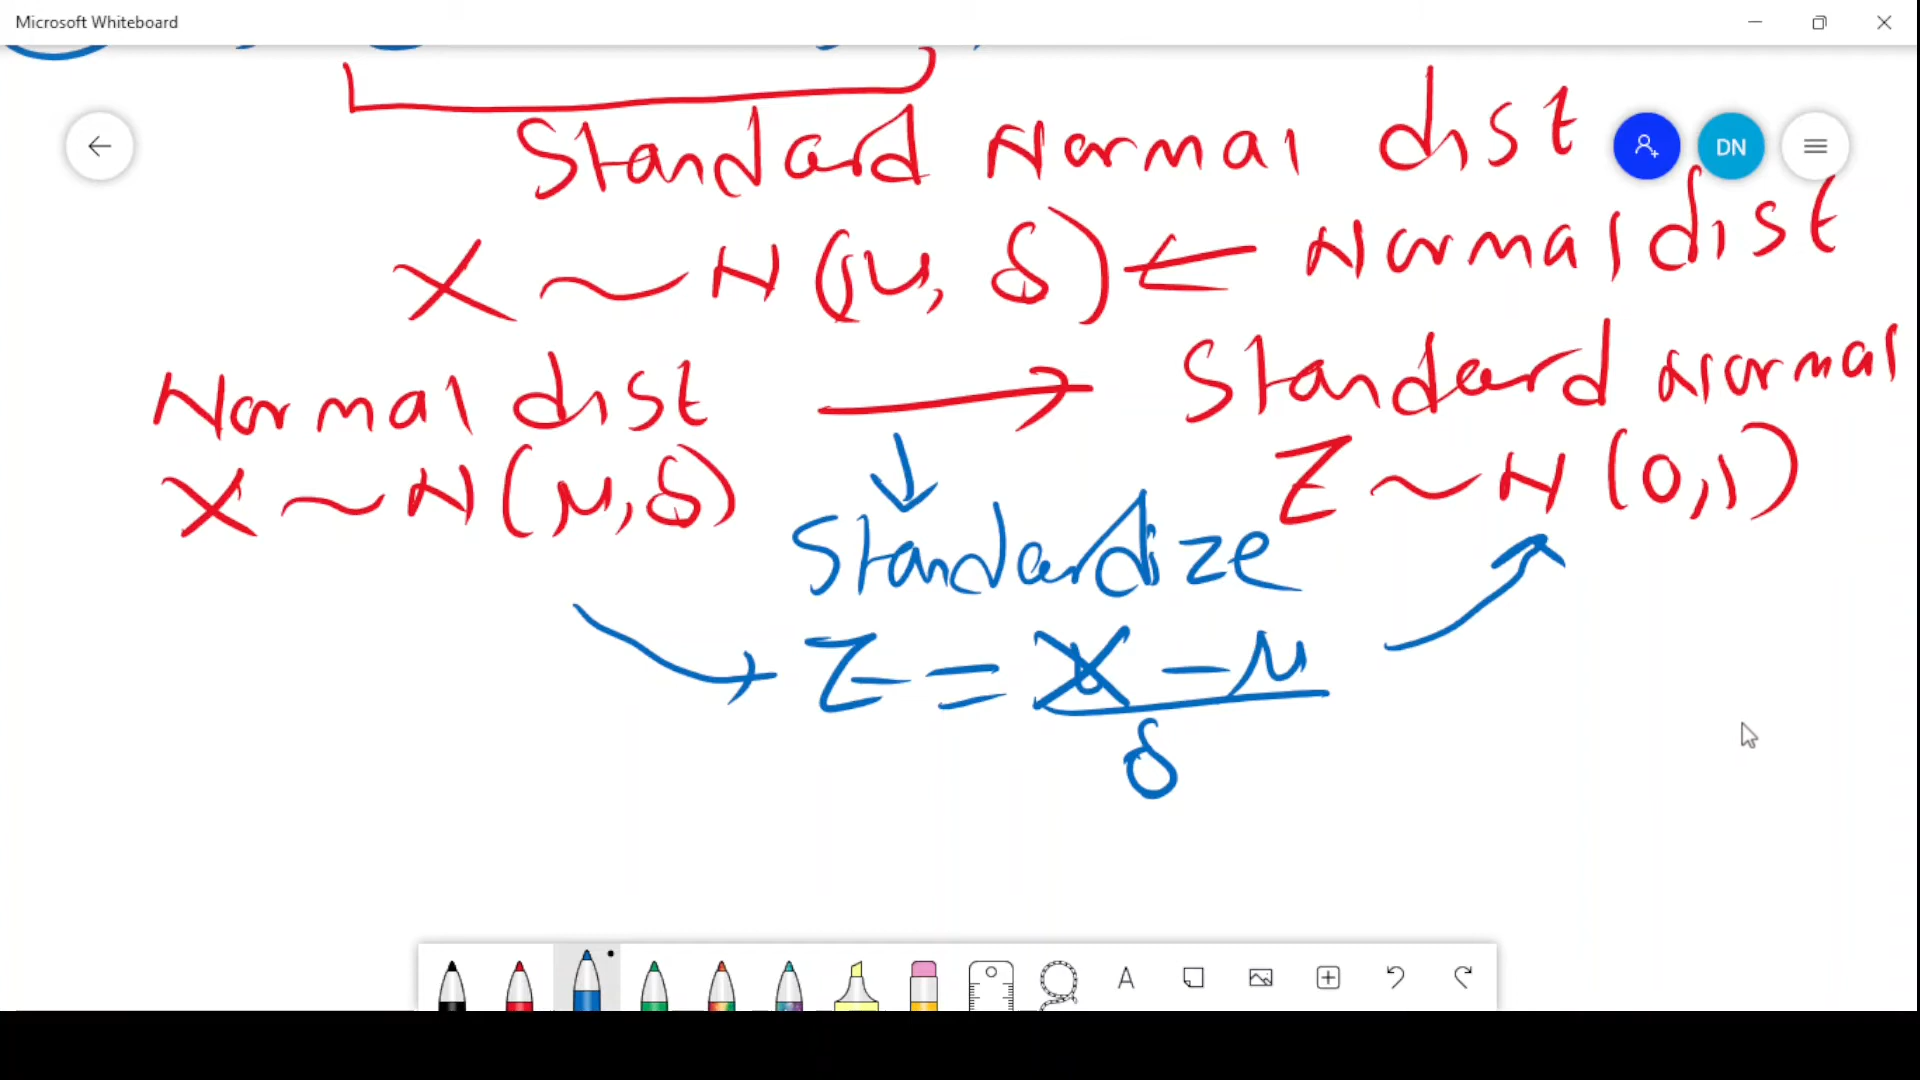 Microsoft Whiteboard
Standard Normal dist
DN
X ~ N(μ, δ) ← Normal dist
Normal dist → Standard Normal
X ~ N(μ, δ) Z ~ N(0,1)
Standardize
Z = X - μ
δ
A